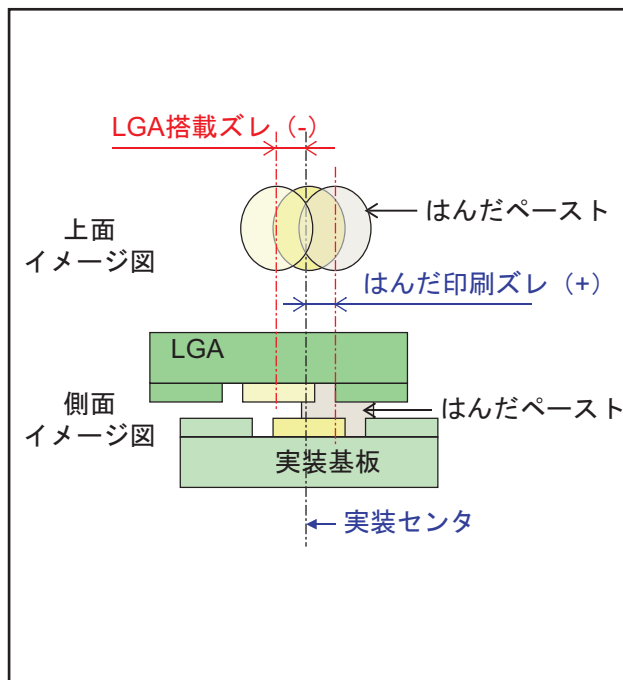 LGA搭載ズレ（-）
はんだペースト
上面
イメージ図
はんだ印刷ズレ（+）
LGA
側面
イメージ図
はんだペースト
実装基板
実装センタ